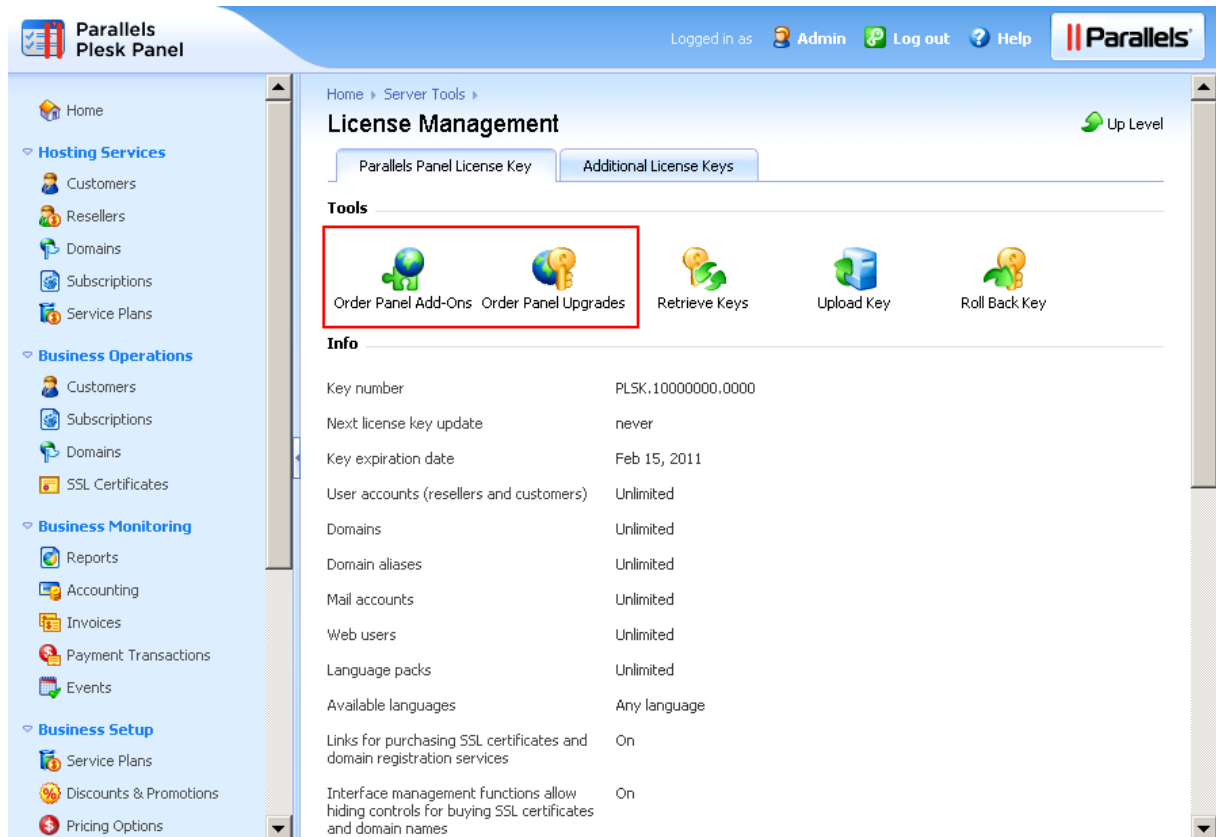 Parallels
Plesk Panel
Logged in as Admin Log out Help
Parallels®
Home
Hosting Services
Customers
Resellers
Domains
Subscriptions
Service Plans
Business Operations
Customers
Subscriptions
Domains
SSL Certificates
Business Monitoring
Reports
Accounting
Invoices
Payment Transactions
Events
Business Setup
Service Plans
Discounts & Promotions
Pricing Options
Home Server Tools
License Management
Up Level
Parallels Panel License Key
Additional License Keys
Tools
Order Panel Add-Ons
Order Panel Upgrades
Retrieve Keys
Upload Key
Roll Back Key
Info
Key number PLSK.10000000.0000
Next license key update never
Key expiration date Feb 15, 2011
User accounts (resellers and customers) Unlimited
Domains Unlimited
Domain aliases Unlimited
Mail accounts Unlimited
Web users Unlimited
Language packs Unlimited
Available languages Any language
Links for purchasing SSL certificates and On
domain registration services
Interface management functions allow On
hiding controls for buying SSL certificates
and domain names